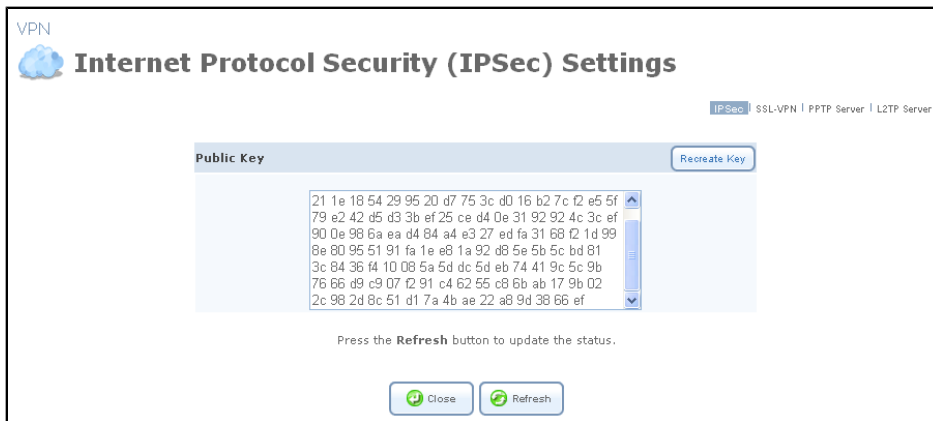 VPN
Internet Protocol Security (IPSec) Settings
IPSec | SSL-VPN | PPTP Server | L2TP Server
Public Key
Recreate Key
21 1e 18 54 29 95 20 d7 75 3c d0 16 b2 7c f2 e5 5f
79 e2 42 d5 d3 3b ef 25 ce d4 0e 31 92 92 4c 3c ef
90 0e 98 6a ea d4 84 a4 e3 27 ed fa 31 68 f2 1d 99
8e 80 95 51 91 fa 1e e8 1a 92 d8 5e 5b 5c bd 81
3c 84 36 f4 10 08 5a 5d dc 5d eb 74 41 9c 5c 9b
76 66 d9 c9 07 f2 91 c4 62 55 c8 6b ab 17 9b 02
2c 98 2d 8c 51 d1 7a 4b ae 22 a8 9d 38 66 ef
Press the Refresh button to update the status.
Close
Refresh